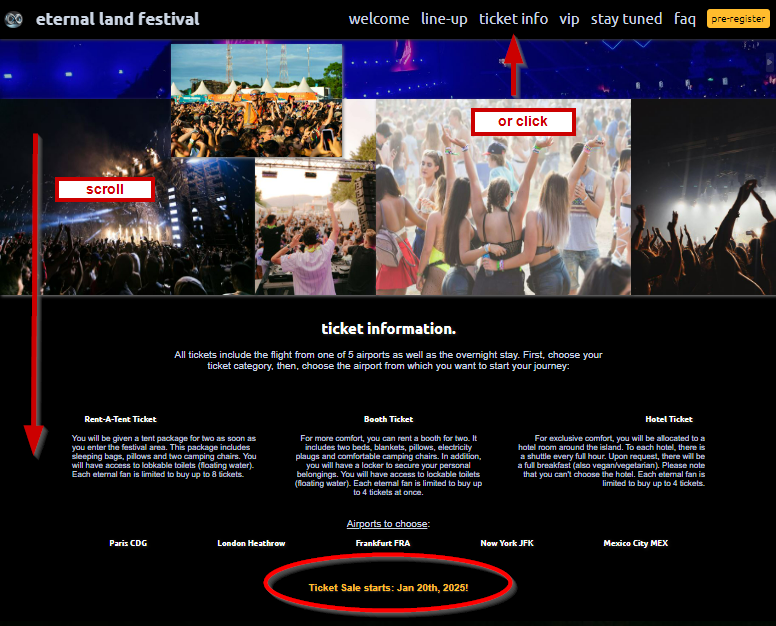 eternal land festival
welcome line-up ticket info vip stay tuned faq pre-register
or click
scroll
ticket information.
All tickets include the flight from one of 5 airports as well as the overnight stay. First, choose your
ticket category, then, choose the airport from which you want to start your journey:
Rent-A-Tent Ticket
You will be given a tent package for two as soon as
you enter the festival area. This package includes
sleeping bags, pillows and two camping chairs. You
will have access to lobkable toilets (floating water).
Each eternal fan is limited to buy up to 8 tickets.
Booth Ticket
For more comfort, you can rent a booth for two. It
includes two beds, blankets, pillows, electricity
plaugs and comfortable camping chairs. In addition,
you will have a locker to secure your personal
belongings. You will have access to lockable toilets
(floating water). Each eternal fan is limited to buy up
to 4 tickets at once.
Hotel Ticket
For exclusive comfort, you will be allocated to a
hotel room around the island. To each hotel, there is
a shuttle every full hour. Upon request, there will be
a full breakfast (also vegan/vegetarian). Please note
that you can't choose the hotel. Each eternal fan is
limited to buy up to 4 tickets.
Airports to choose:
Paris CDG London Heathrow Frankfurt FRA New York JFK Mexico City MEX
Ticket Sale starts: Jan 20th, 2025!